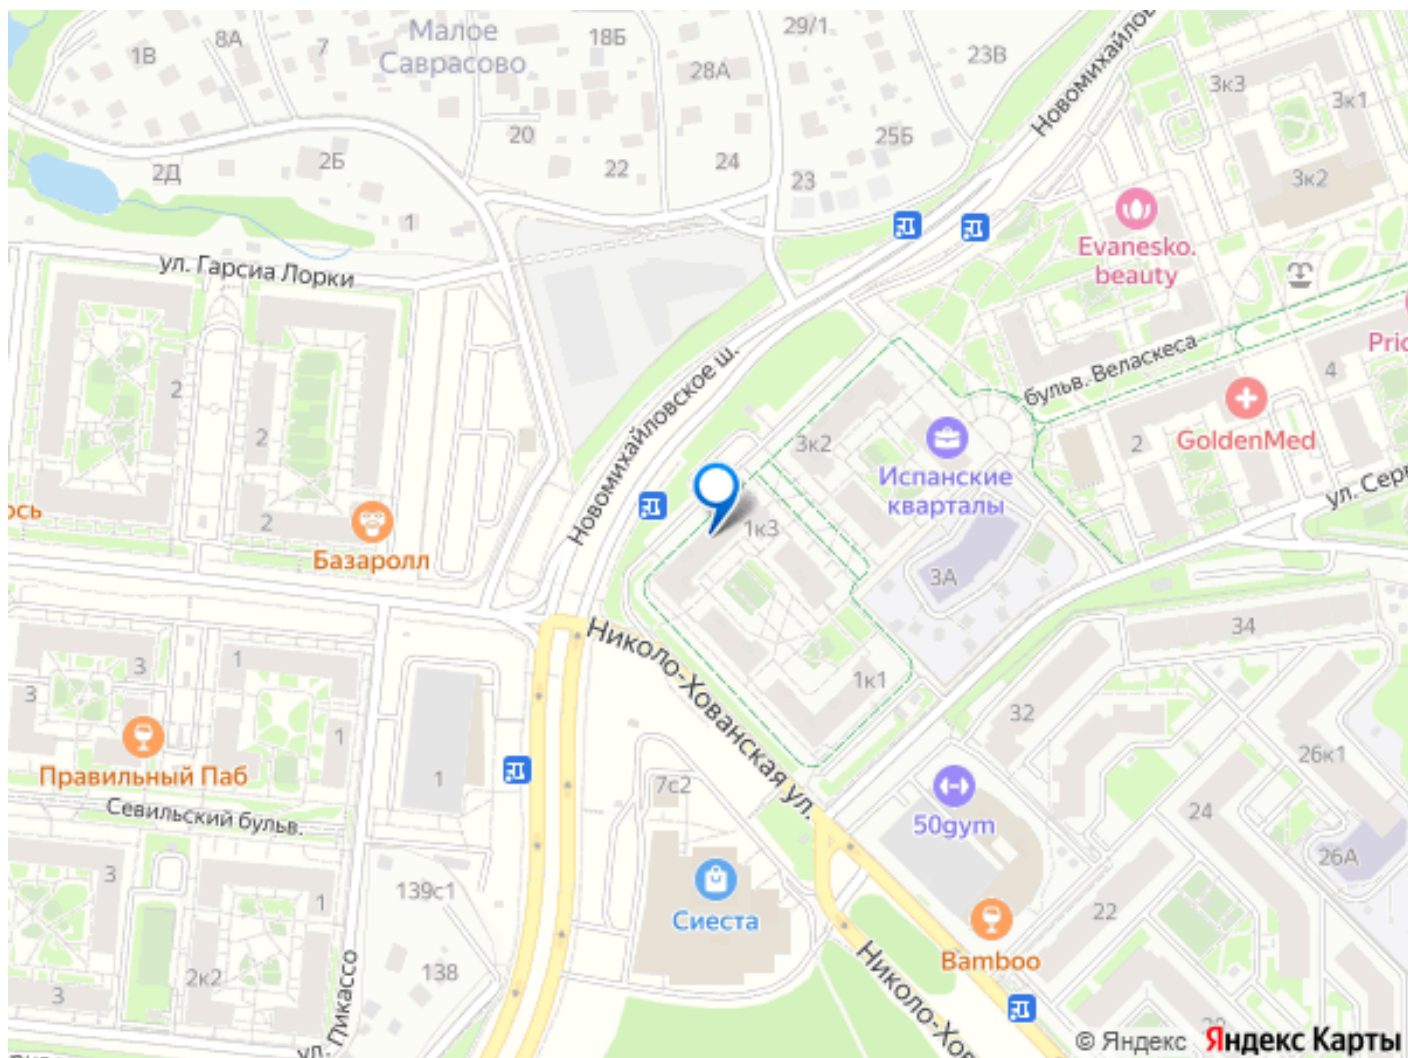 Малое
Саврасово
1В
8А
7
18Б
29/1
23В
28А
20
22
24
25Б
23
2Д
2Б
1
ул. Гарсиа Лорки
Новомихайлов
3к3
3к1
3к2
Evanesko.
beauty
Pric
бульв. Веласкеса
4
2
GoldenMed
ул. Серв
2
2
2
Базаролл
ось
Новомихайловское ш.
3к2
Испанские
кварталы
1к3
3А
1к1
34
32
26к1
24
26А
22
Николо-Хованская ул.
3
1
3
1
Правильный Паб
Севильский бульв.
1
7с2
50gym
Bamboo
Сиеста
3
1
139с1
138
2к2
3
ул. Пикассо
Николо-Хов
© Яндекс Яндекс Карты